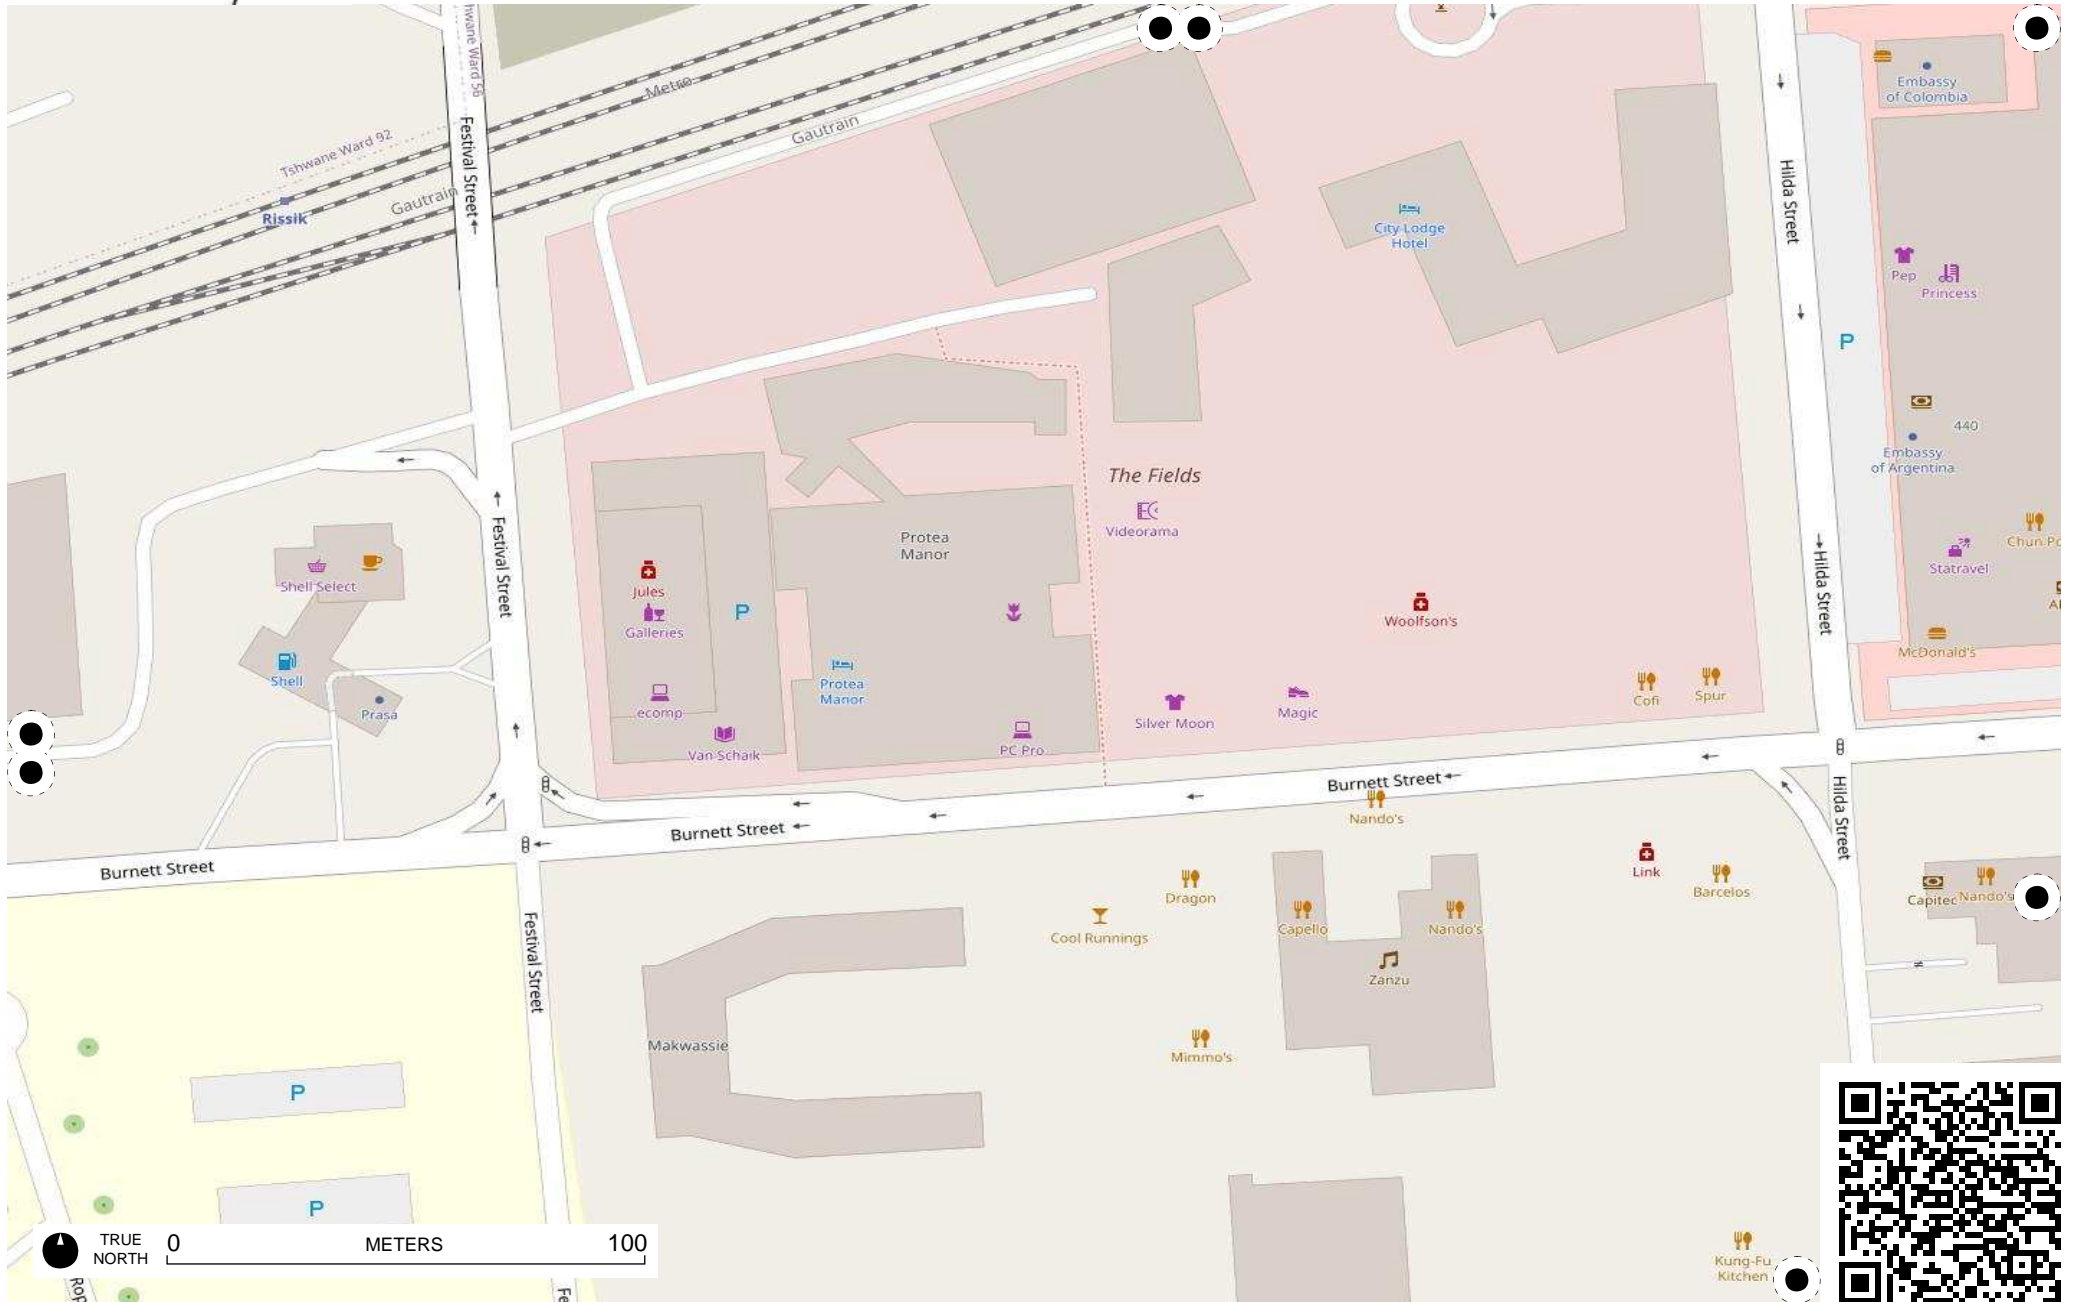 Tshwane Ward 56
Metro
Gautrain
Tshwane Ward 92
Gautrain
Rissik
Festival Street
Embassy
of Colombia
Hilda Street
City Lodge
Hotel
Pep
Princess
P
440
Embassy
of Argentina
The Fields
Videorama
Protea
Manor
Festival Street
Hilda Street
Statravel
Shell Select
Jules
Galleries
P
Woolfson's
McDonald's
Shell
Prasa
Protea
Manor
ecomp
Van Schaik
PC Pro
Silver Moon
Magic
Cofi
Spur
Burnett Street
Nando's
Burnett Street
Hilda Street
Burnett Street
Link
Barcelos
Capitec
Nando's
Dragon
Cool Runnings
Capello
Nando's
Zanzu
Festival Street
Makwassie
Mimmo's
P
P
Kung-Fu
Kitchen
TRUE
NORTH
0
METERS
100